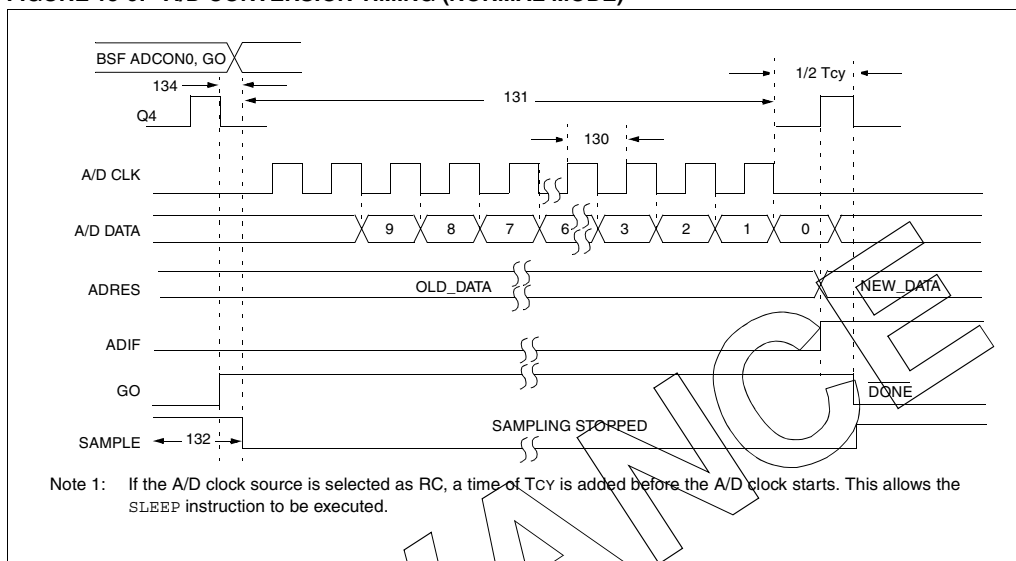 FIGURE 15-5: A/D CONVERSION TIMING (NORMAL MODE)
BSF ADCON0, GO
134
1/2 Tcy
131
Q4
130
A/D CLK
A/D DATA
9 8 7 6 3 2 1 0
ADRES
OLD_DATA
NEW_DATA
ADIF
GO
DONE
SAMPLING STOPPED
SAMPLE
132
Note 1: If the A/D clock source is selected as RC, a time of TCY is added before the A/D clock starts. This allows the
SLEEP instruction to be executed.
ANCE